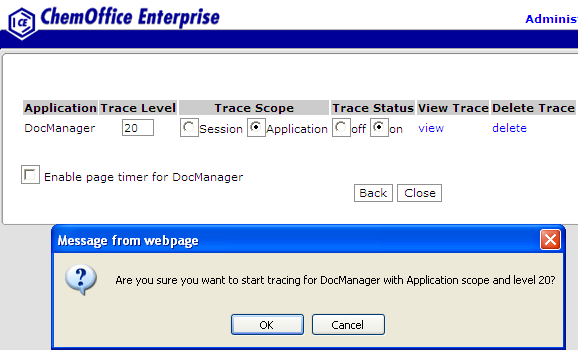 CE ChemOffice Enterprise
Adminis
Application Trace Level Trace Scope Trace Status View Trace Delete Trace
DocManager 20 Session Application off on view delete
Enable page timer for DocManager
Back Close
Message from webpage
Are you sure you want to start tracing for DocManager with Application scope and level 20?
OK Cancel